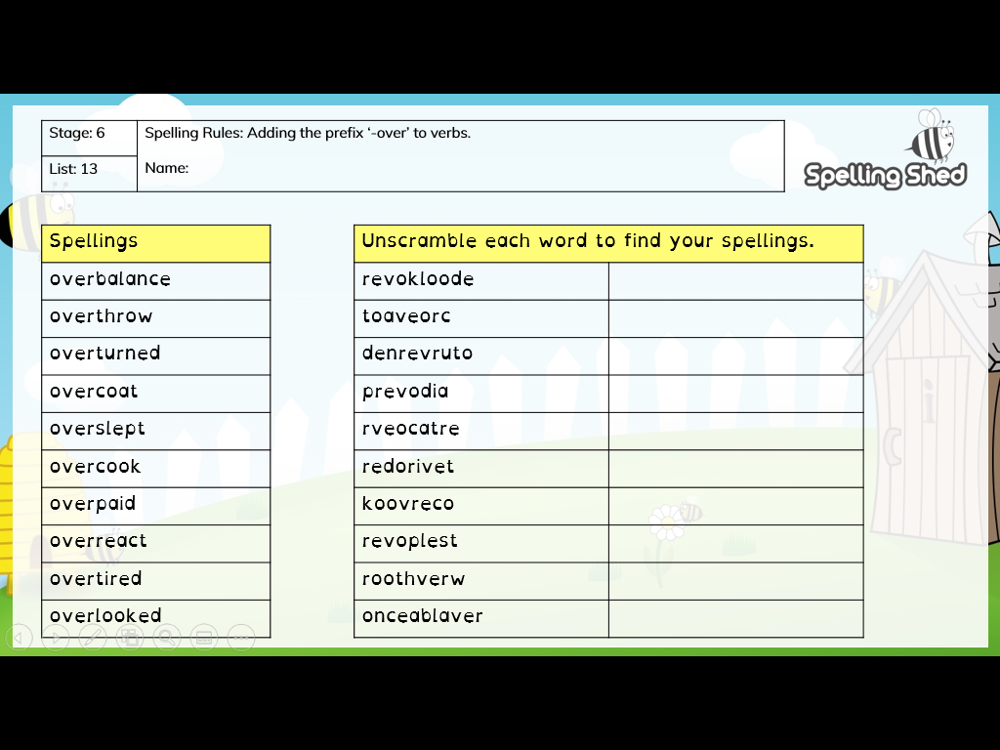 Stage: 6
Spelling Rules: Adding the prefix ‘-over’ to verbs.
List: 13
Name:
Spelling Shed
Spellings
overbalance
overthrow
overturned
overcoat
overslept
overcook
overpaid
overreact
overtired
overlooked
Unscramble each word to find your spellings.
revokloode
toaveorc
denrevruto
prevodia
rveocatre
redorivet
koovreco
revoplest
roothverw
onceablaver